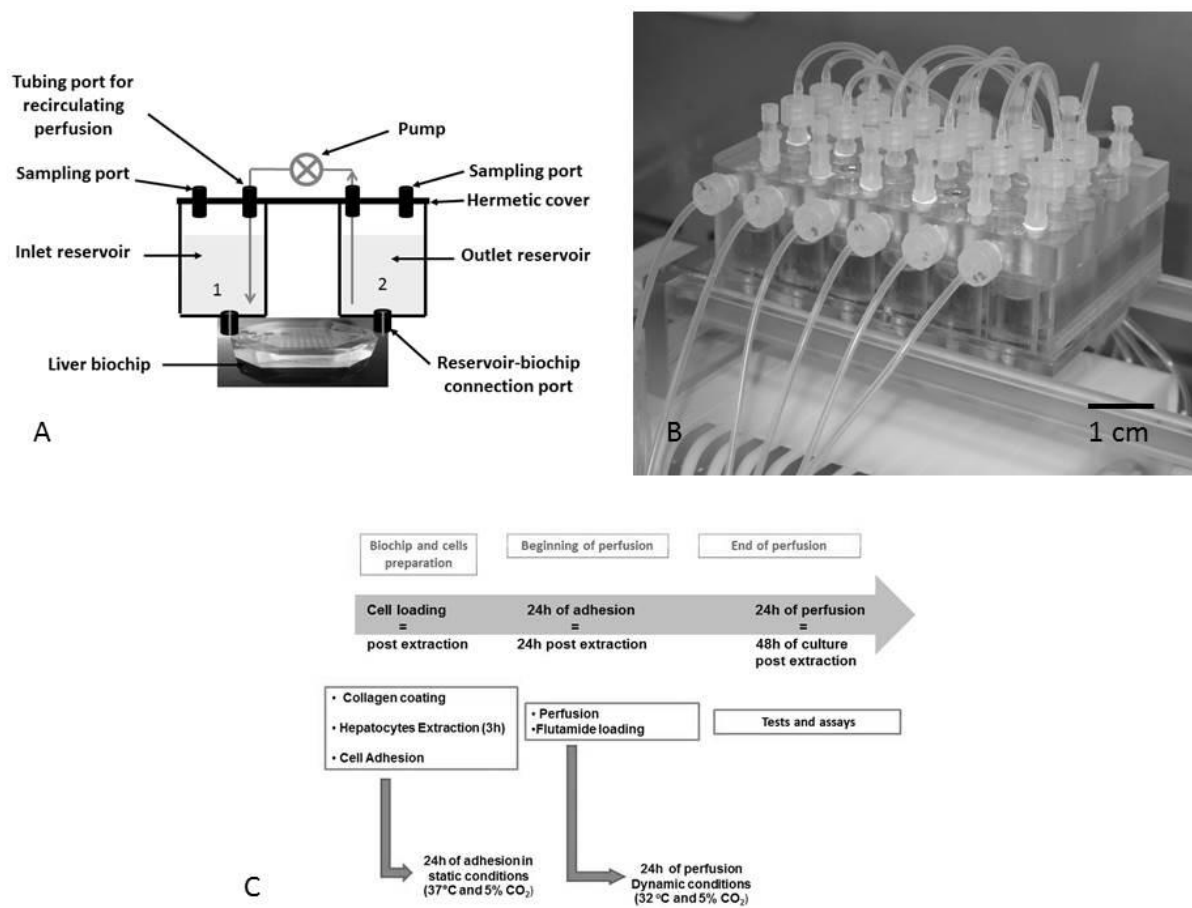 Tubing port for
recirculating
perfusion
Pump
Sampling port
Sampling port
Hermetic cover
Inlet reservoir
Outlet reservoir
1
2
Liver biochip
Reservoir-biochip
connection port
A
B
1 cm
Biochip and cells
preparation
Beginning of perfusion
End of perfusion
Cell loading
=
post extraction
24h of adhesion
=
24h post extraction
24h of perfusion
=
48h of culture
post extraction
• Collagen coating
• Hepatocytes Extraction (3h)
• Cell Adhesion
• Perfusion
•Flutamide loading
Tests and assays
24h of adhesion in
static conditions
(37°C and 5% CO₂)
24h of perfusion
Dynamic conditions
(32 °C and 5% CO₂)
C